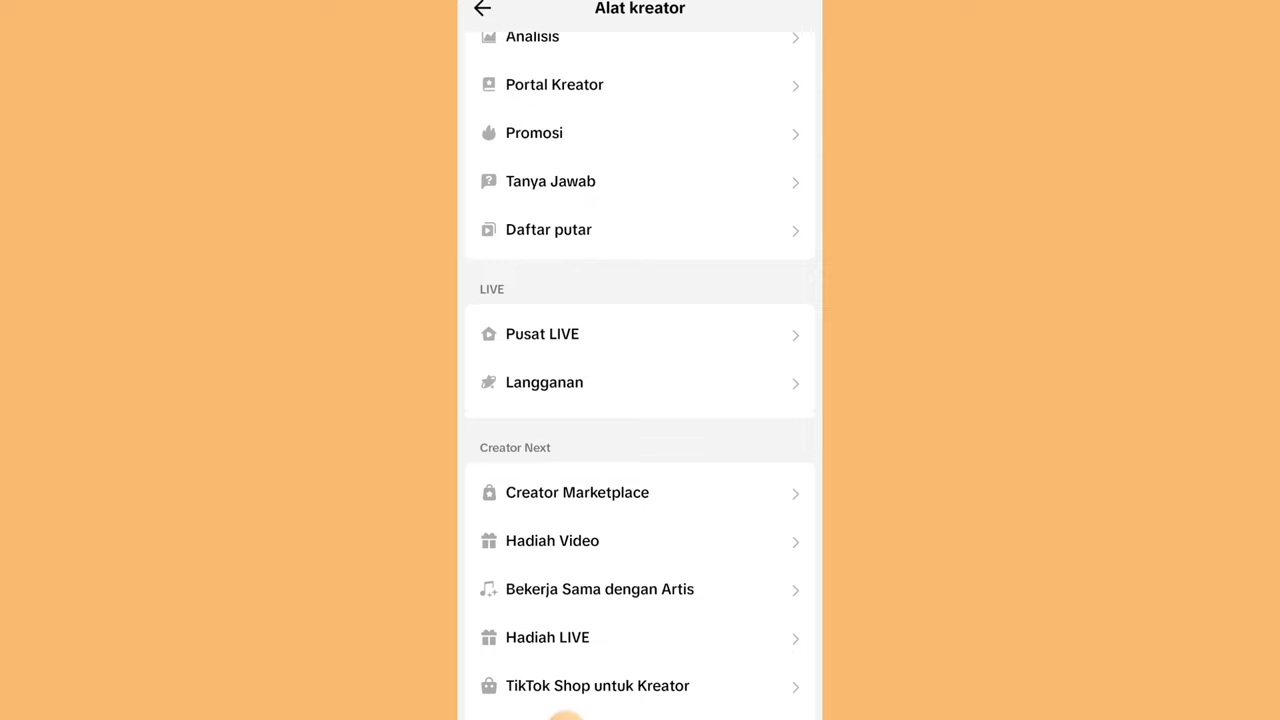 Alat kreator
Analisis
Portal Kreator
Promosi
Tanya Jawab
Daftar putar
LIVE
Pusat LIVE
Langganan
Creator Next
Creator Marketplace
Hadiah Video
Bekerja Sama dengan Artis
Hadiah LIVE
TikTok Shop untuk Kreator